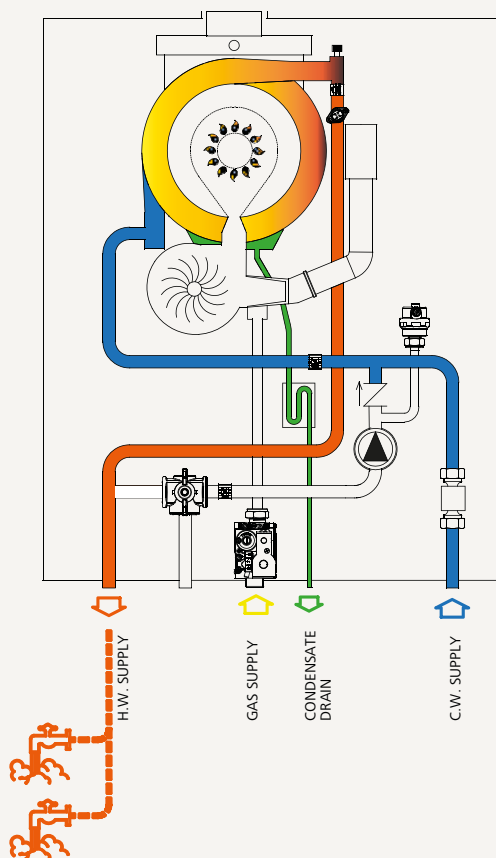 H.W. SUPPLY
GAS SUPPLY
CONDENSATE
DRAIN
C.W. SUPPLY